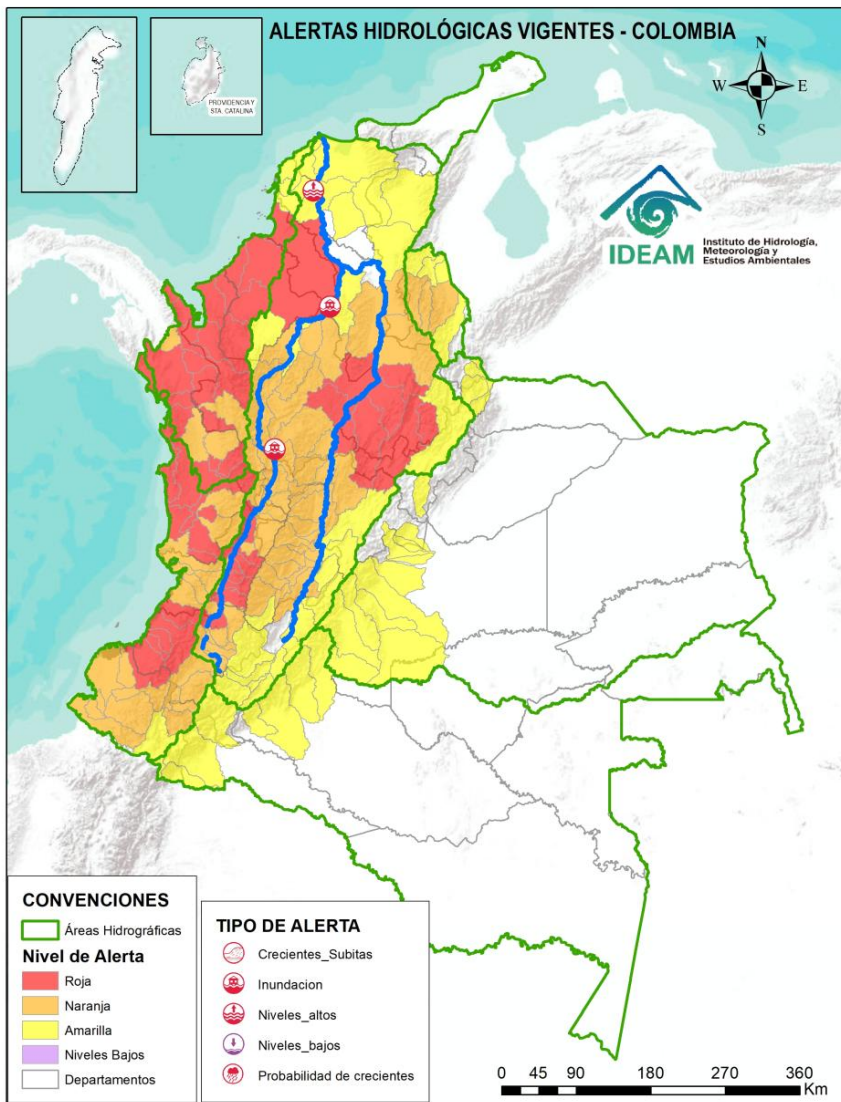 ALERTAS HIDROLÓGICAS VIGENTES - COLOMBIA
PROVIDENCIA Y
STA. CATALINA
N
W
E
S
IDEAM
Instituto de Hidrología,
Meteorología y
Estudios Ambientales
CONVENCIONES
Áreas Hidrográficas
Nivel de Alerta
Roja
Naranja
Amarilla
Niveles Bajos
Departamentos
TIPO DE ALERTA
Crecientes_Subitas
Inundacion
Niveles_altos
Niveles_bajos
Probabilidad de crecientes
0 45 90 180 270 360
Km